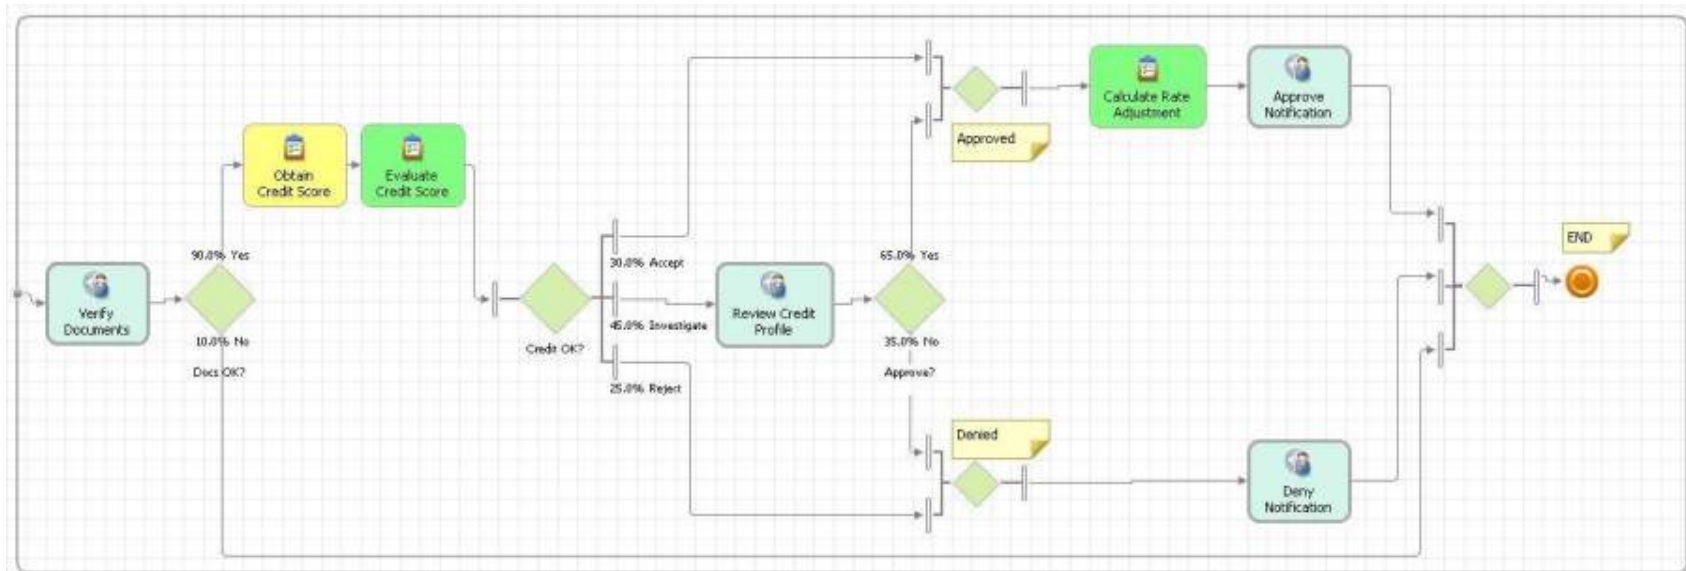 Verify
Documents
90.0% Yes
10.0% No
Docs OK?
Obtain
Credit Score
Evaluate
Credit Score
Credit OK?
30.0% Accept
45.0% Investigate
25.0% Reject
Review Credit
Profile
65.0% Yes
35.0% No
Approve?
Approved
Denied
Calculate Rate
Adjustment
Approve
Notification
Deny
Notification
END